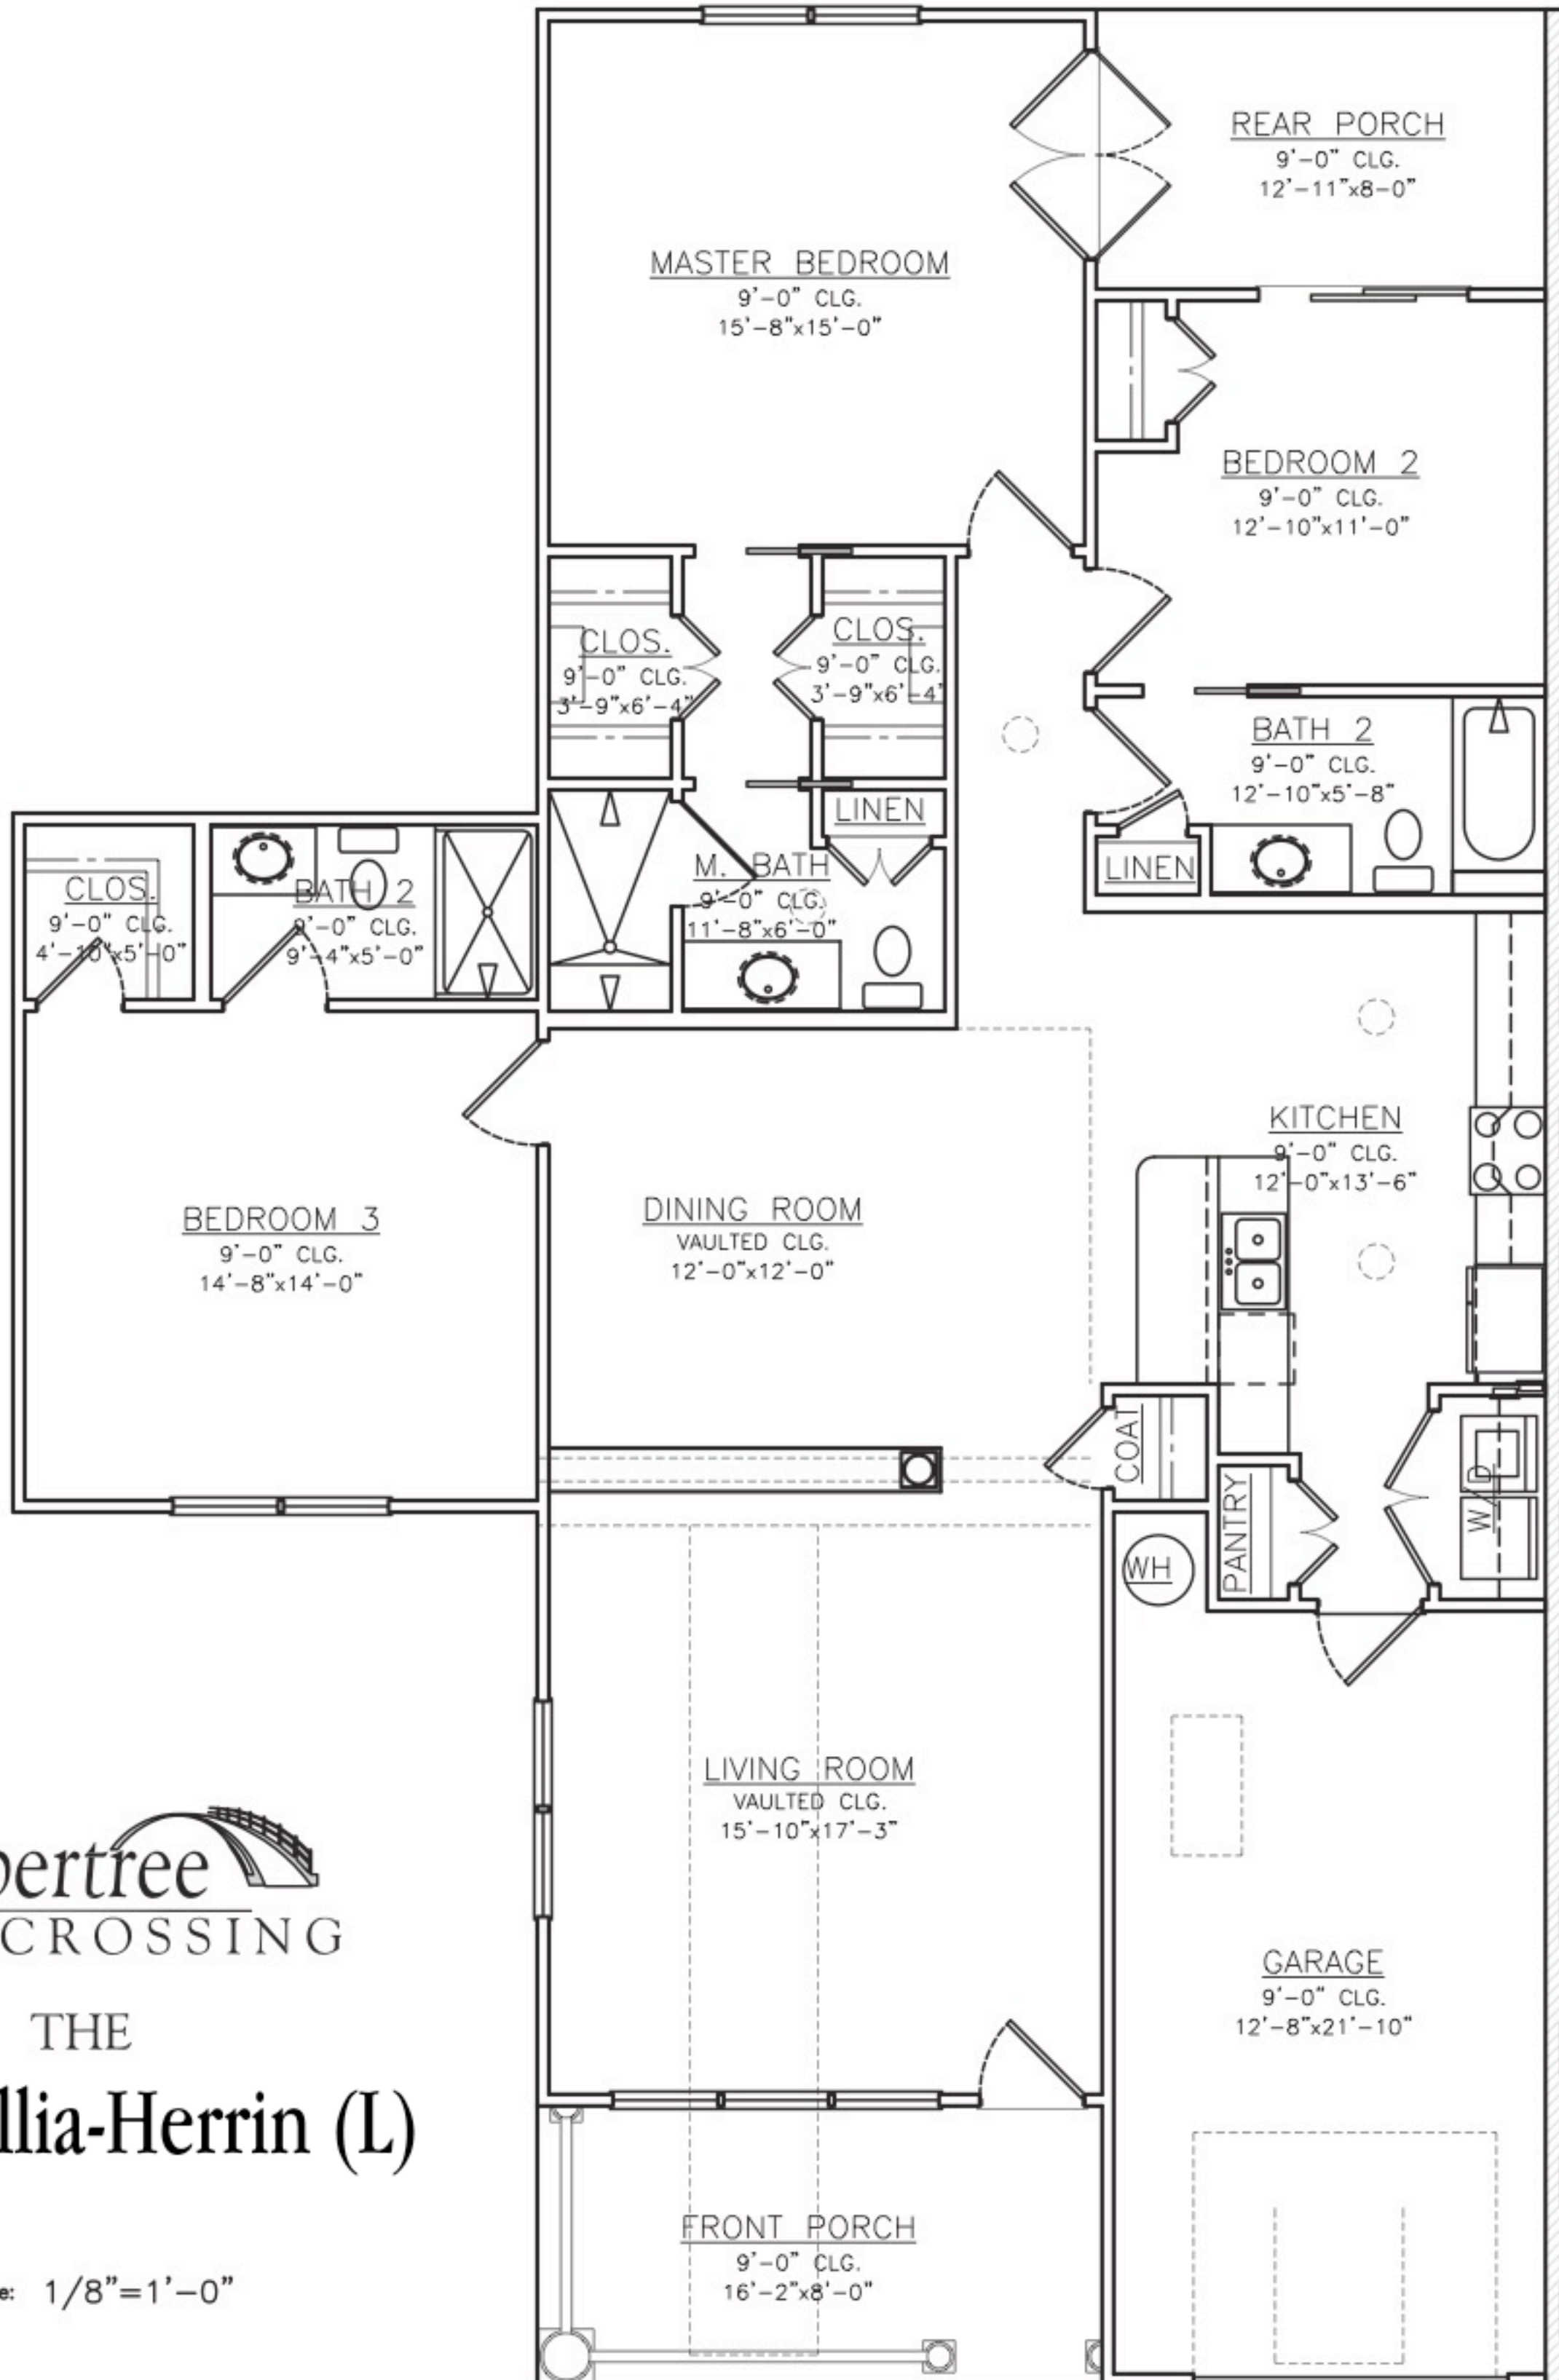 REAR PORCH
9'-0" CLG.
12'-11"x8-0"
MASTER BEDROOM
9'-0" CLG.
15'-8"x15'-0"
BEDROOM 2
9'-0" CLG.
12'-10"x11'-0"
CLOS.
9'-0" CLG.
3'-9"x6'-4"
CLOS.
9'-0" CLG.
3'-9"x6'-4"
BATH 2
9'-0" CLG.
12'-10"x5'-8"
LINEN
LINEN
M. BATH
9'-0" CLG.
11'-8"x6'-0"
CLOS.
9'-0" CLG.
4'-10"x5'-0"
BATH 2
9'-0" CLG.
9'-4"x5'-0"
KITCHEN
9'-0" CLG.
12'-0"x13'-6"
BEDROOM 3
9'-0" CLG.
14'-8"x14'-0"
DINING ROOM
VAULTED CLG.
12'-0"x12'-0"
COAT
PANTRY
W/D
WH
LIVING ROOM
VAULTED CLG.
15'-10"x17'-3"
GARAGE
9'-0" CLG.
12'-8"x21'-10"
FRONT PORCH
9'-0" CLG.
16'-2"x8'-0"
pertree
CROSSING
THE
llia-Herrin (L)
e: 1/8"=1'-0"